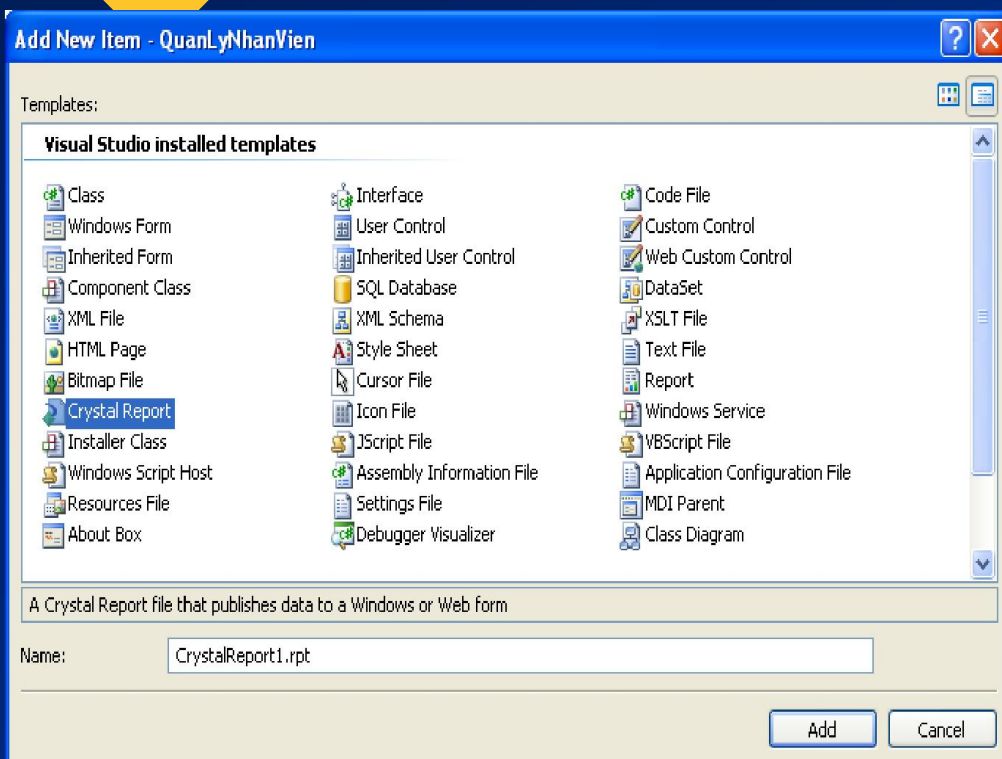 Add New Item - QuanLyNhanVien
Templates:
Visual Studio installed templates
Class Interface Code File
Windows Form User Control Custom Control
Inherited Form Inherited User Control Web Custom Control
Component Class SQL Database DataSet
XML File XML Schema XSLT File
HTML Page Style Sheet Text File
Bitmap File Cursor File Report
Crystal Report Icon File Windows Service
Installer Class JScript File VBScript File
Windows Script Host Assembly Information File Application Configuration File
Resources File Settings File MDI Parent
About Box Debugger Visualizer Class Diagram
A Crystal Report file that publishes data to a Windows or Web form
Name: CrystalReport1.rpt
Add Cancel